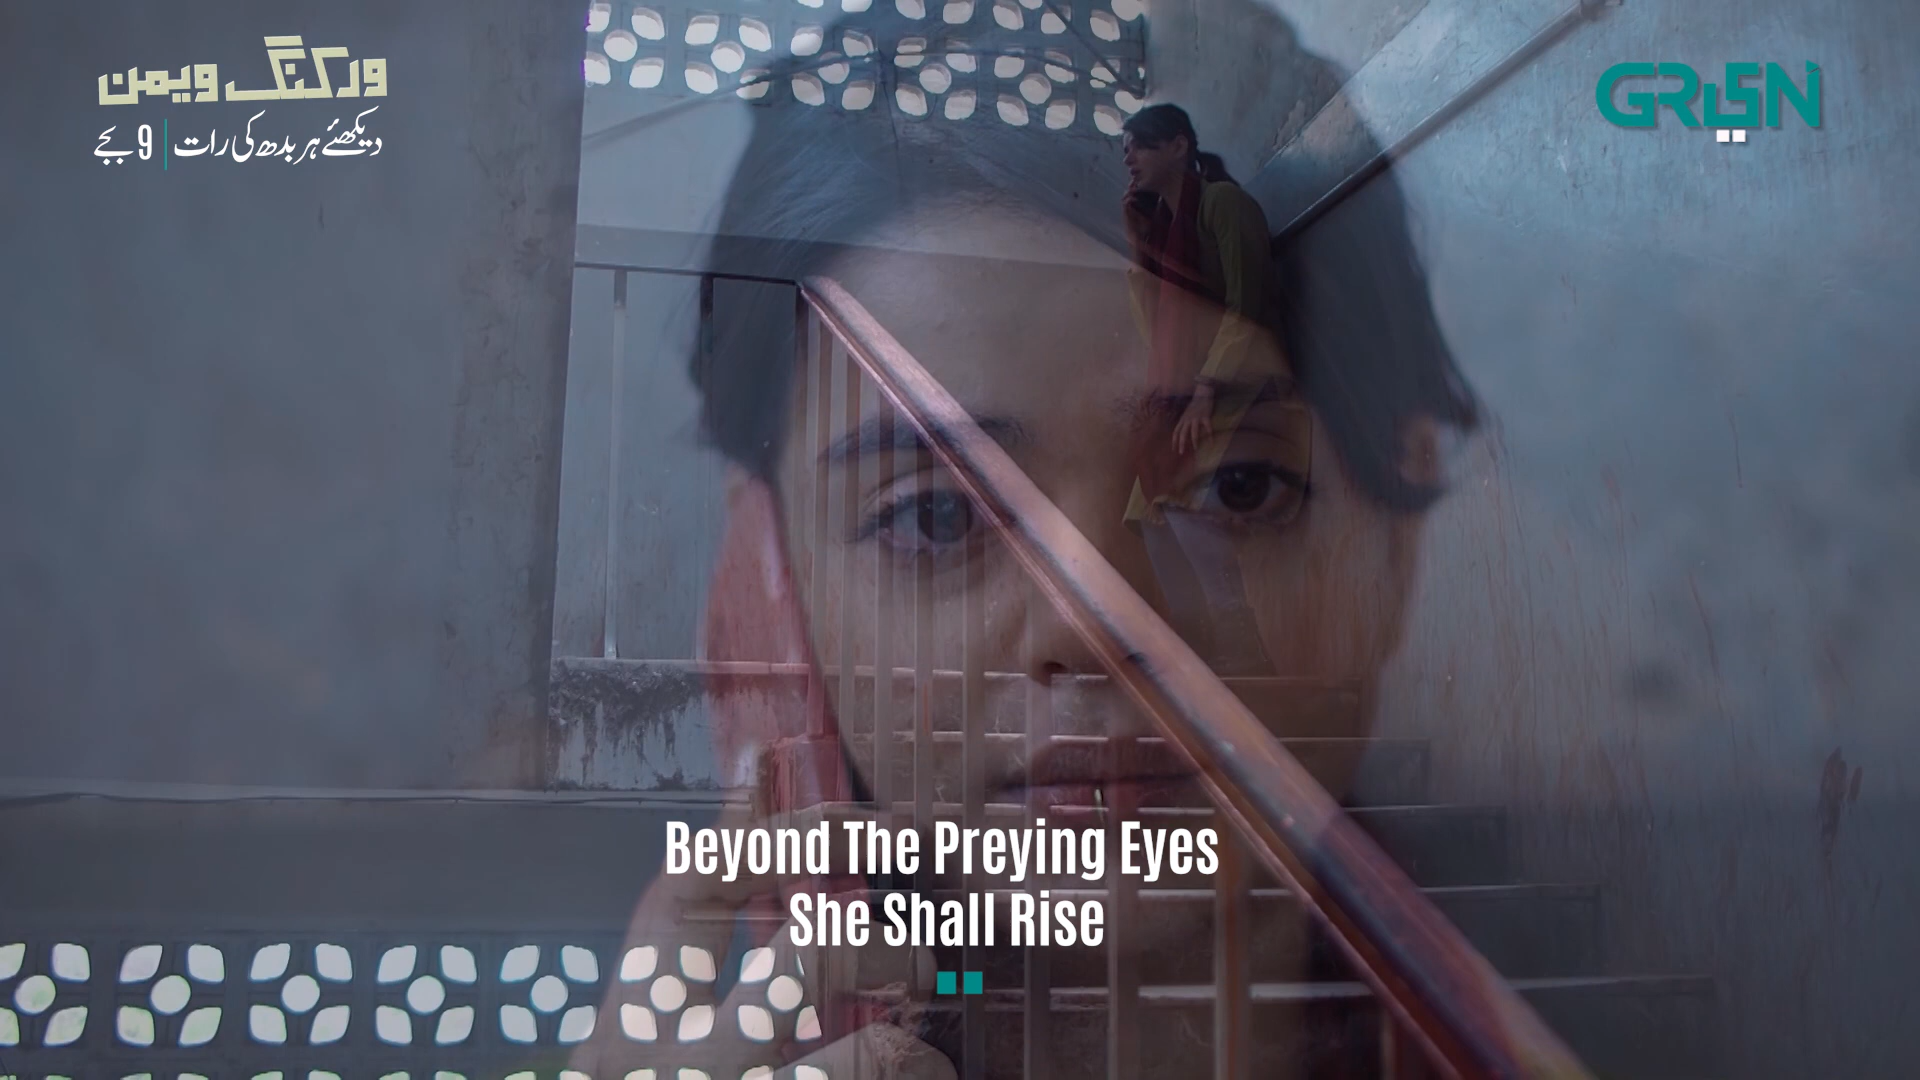 ورکنگ ویمن
دیکھئے ہر بدھ کی رات | 9 بجے
GREEN
Beyond The Preying Eyes
She Shall Rise